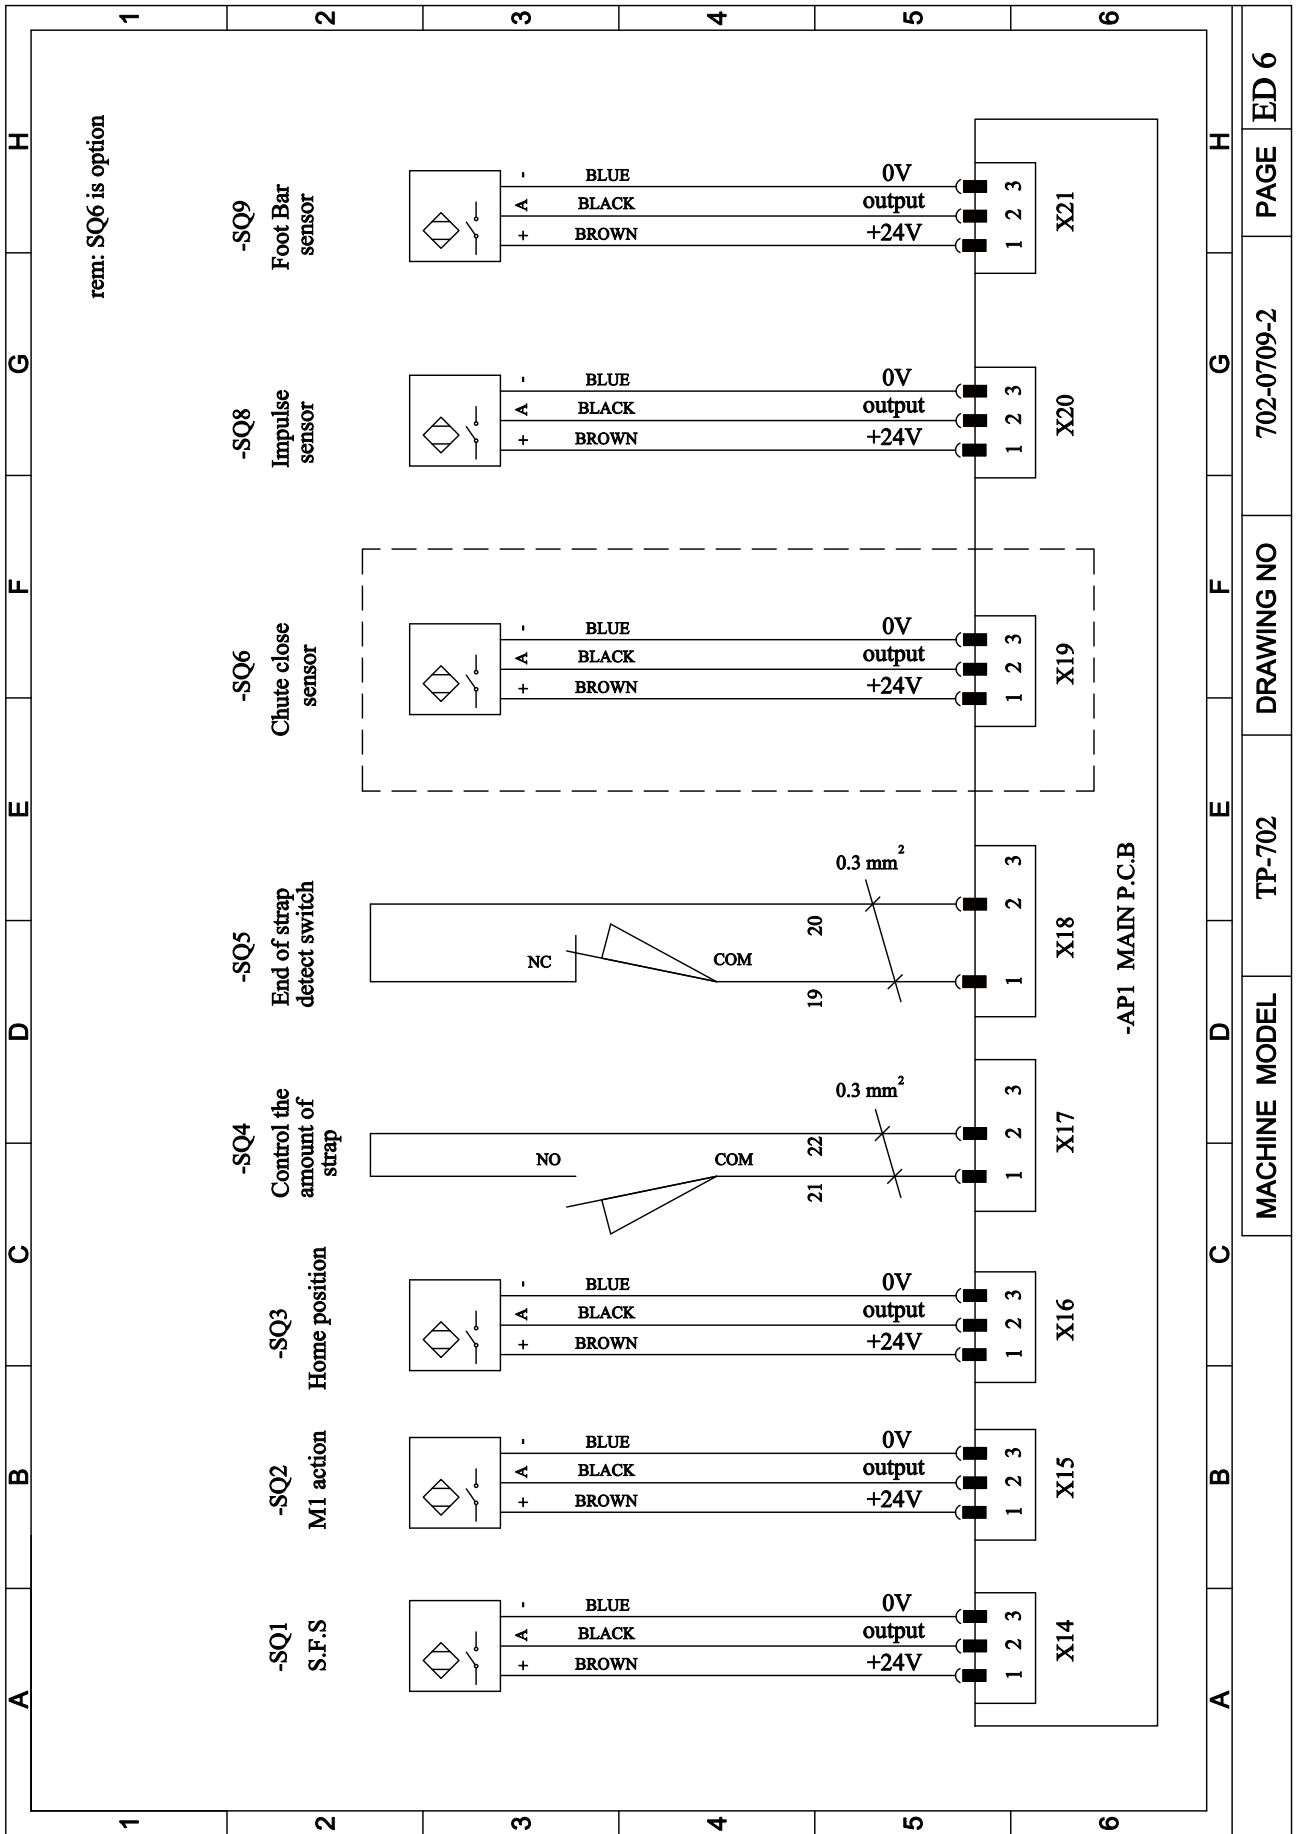 A B C D E F G H
1
2
3
4
5
6
rem: SQ6 is option
-SQ1
S.F.S
+ A -
BROWN
BLACK
BLUE
+24V
output
0V
1 2 3
X14
-SQ2
M1 action
+ A -
BROWN
BLACK
BLUE
+24V
output
0V
1 2 3
X15
-SQ3
Home position
+ A -
BROWN
BLACK
BLUE
+24V
output
0V
1 2 3
X16
-SQ4
Control the
amount of
strap
NO
COM
21 22
0.3 mm²
1 2 3
X17
-SQ5
End of strap
detect switch
NC
COM
19 20
0.3 mm²
1 2 3
X18
-SQ6
Chute close
sensor
+ A -
BROWN
BLACK
BLUE
+24V
output
0V
1 2 3
X19
-SQ8
Impulse
sensor
+ A -
BROWN
BLACK
BLUE
+24V
output
0V
1 2 3
X20
-SQ9
Foot Bar
sensor
+ A -
BROWN
BLACK
BLUE
+24V
output
0V
1 2 3
X21
-AP1 MAIN P.C.B
1
2
3
4
5
6
A B C D E F G H
MACHINE MODEL TP-702 DRAWING NO 702-0709-2 PAGE ED 6